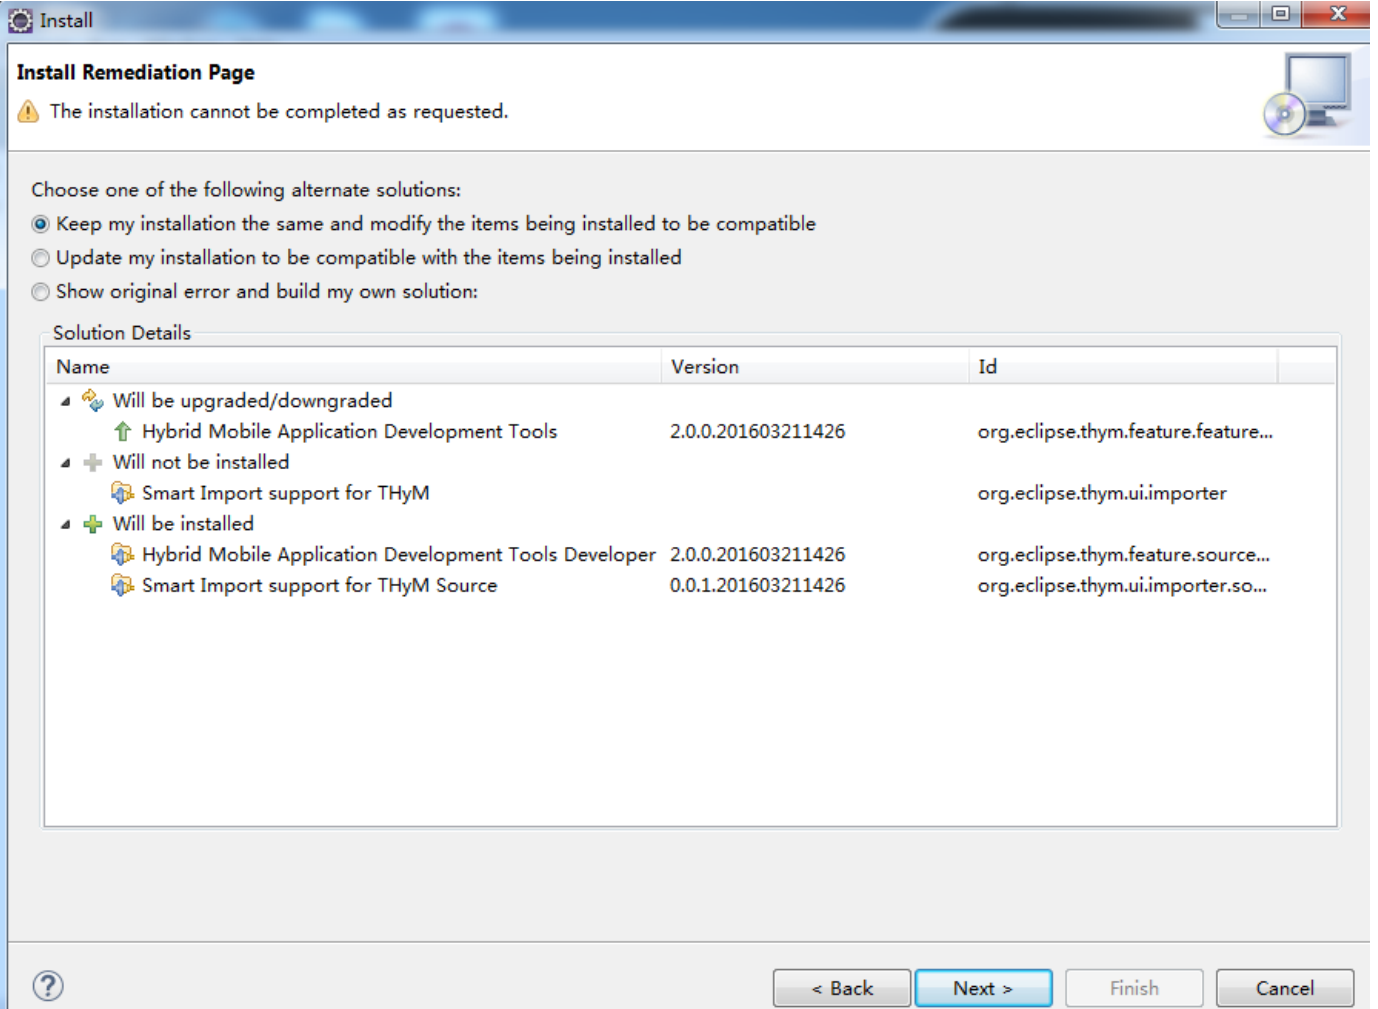 Install
Install Remediation Page
The installation cannot be completed as requested.
Choose one of the following alternate solutions:
Keep my installation the same and modify the items being installed to be compatible
Update my installation to be compatible with the items being installed
Show original error and build my own solution:
Solution Details
Name Version Id
Will be upgraded/downgraded
Hybrid Mobile Application Development Tools 2.0.0.201603211426 org.eclipse.thym.feature.feature...
Will not be installed
Smart Import support for THyM org.eclipse.thym.ui.importer
Will be installed
Hybrid Mobile Application Development Tools Developer 2.0.0.201603211426 org.eclipse.thym.feature.source...
Smart Import support for THyM Source 0.0.1.201603211426 org.eclipse.thym.ui.importer.so...
? < Back Next > Finish Cancel